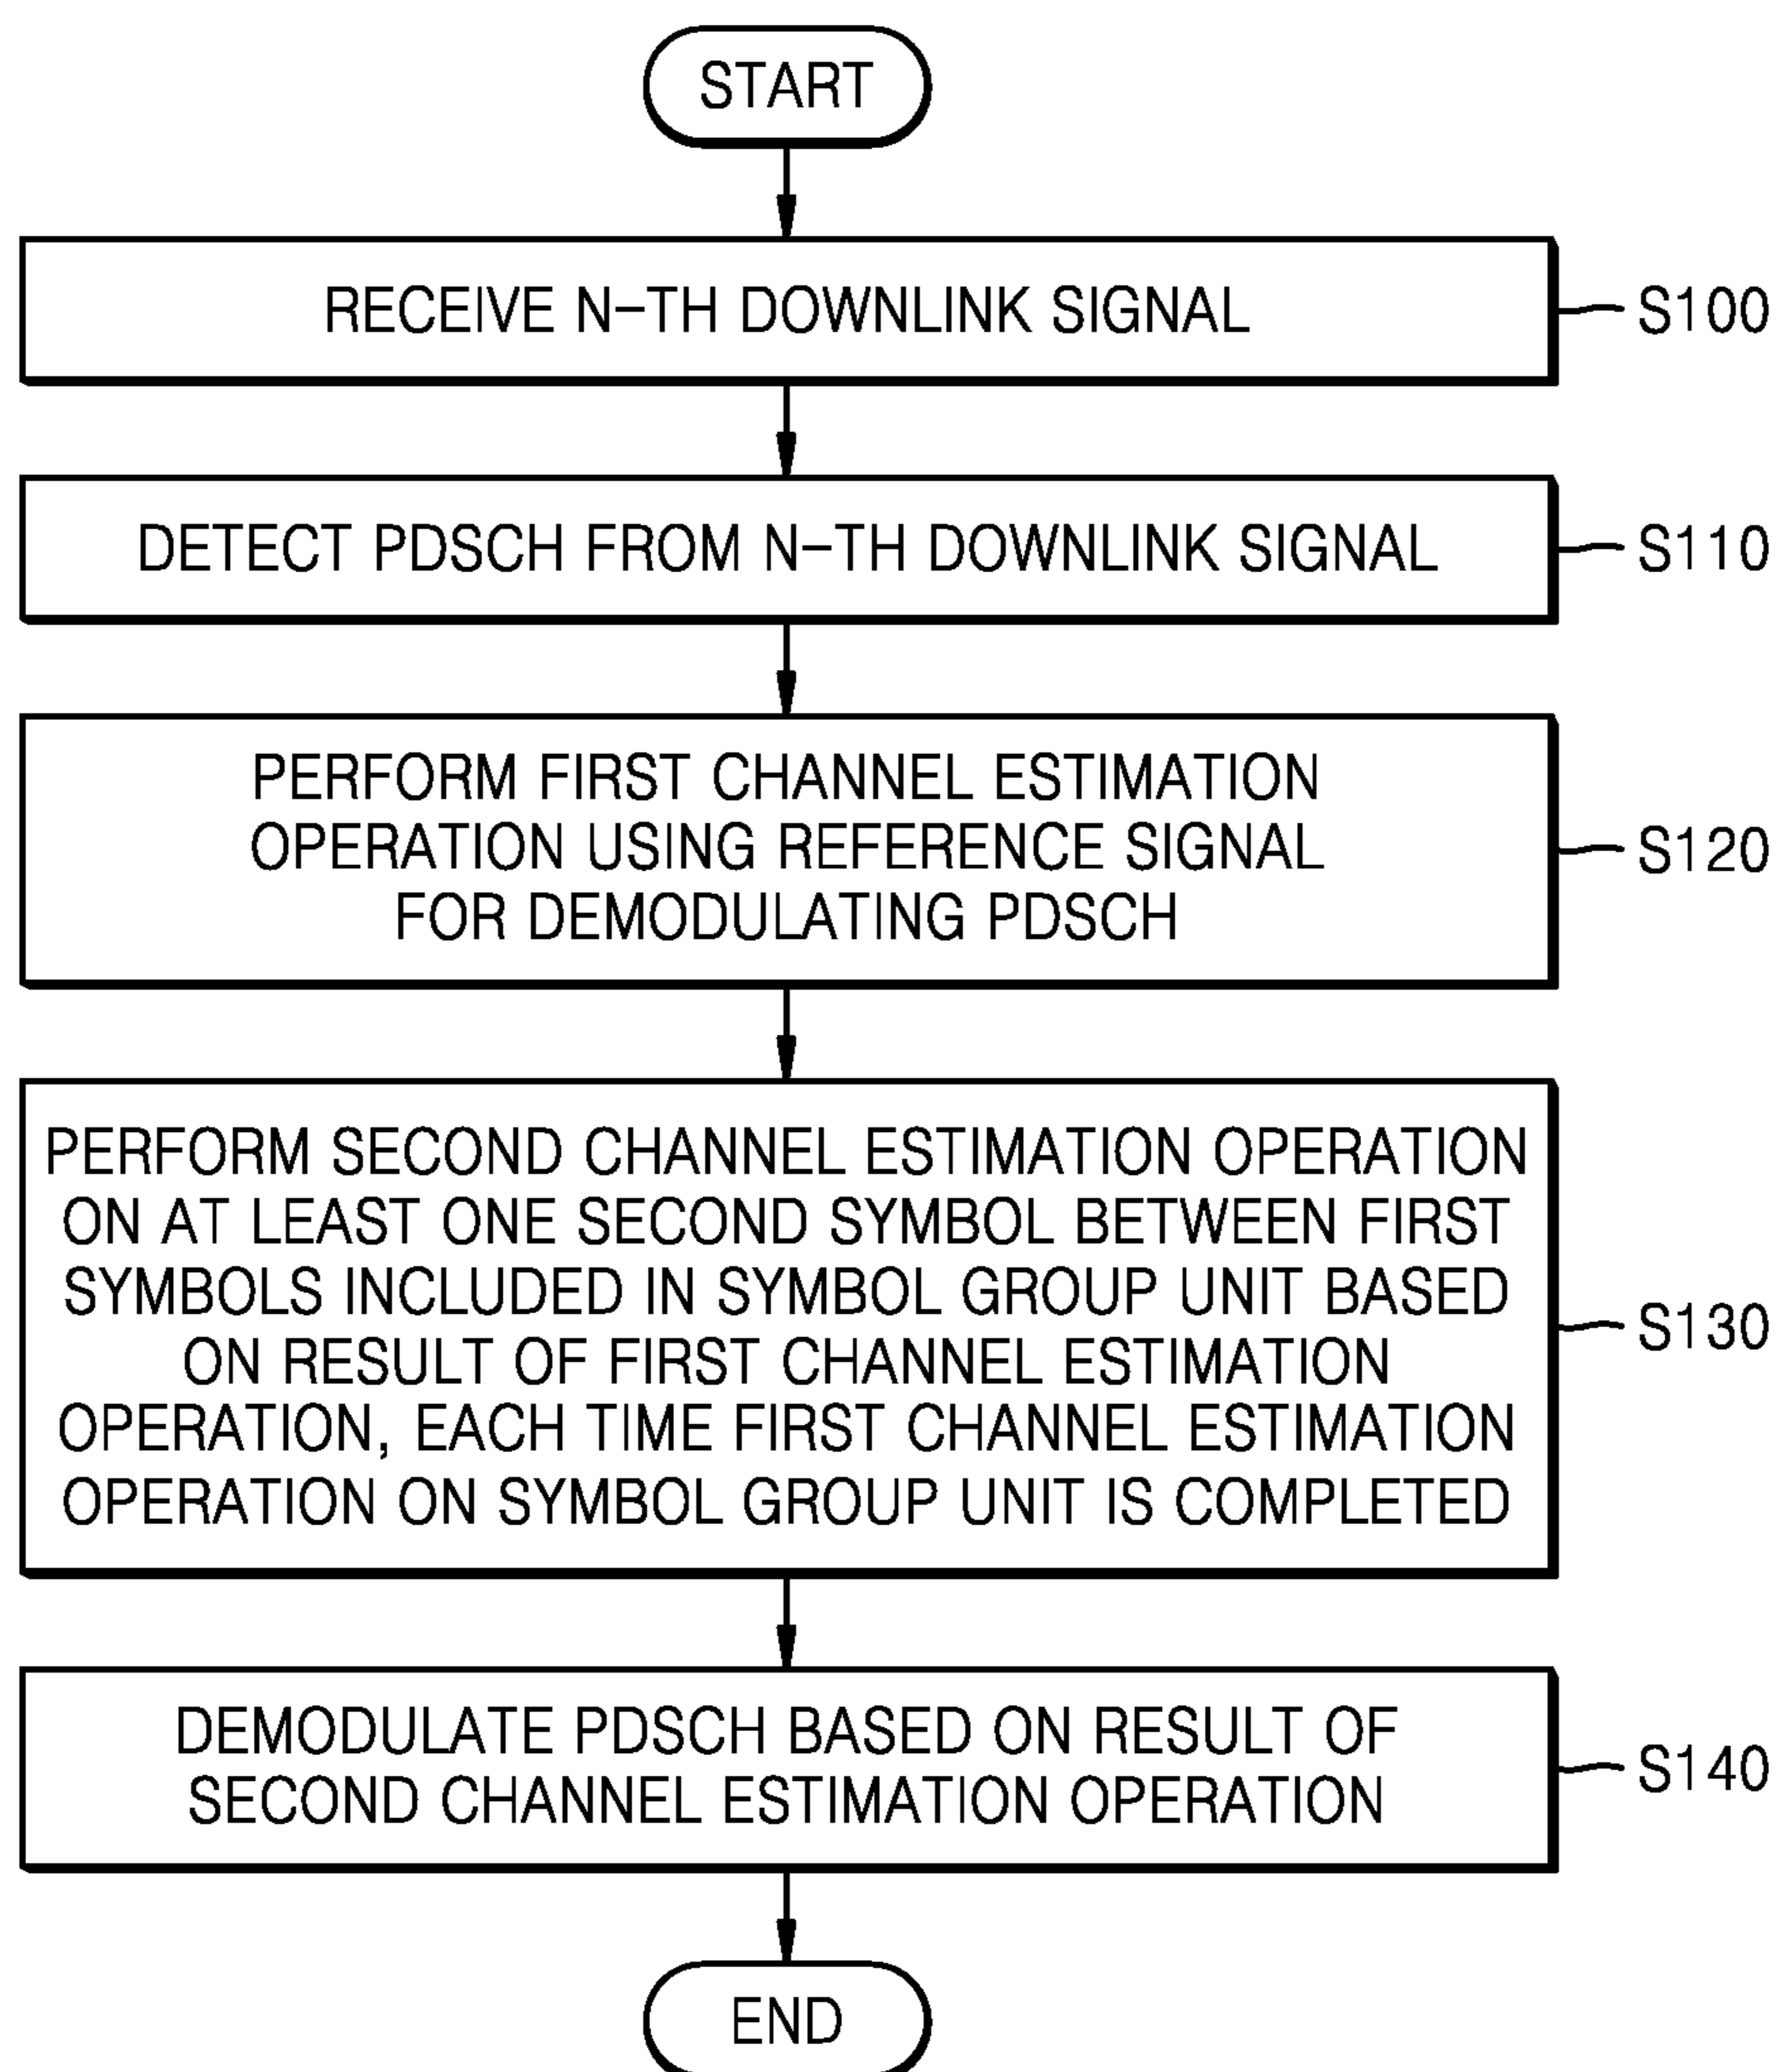 START
RECEIVE N-TH DOWNLINK SIGNAL
S100
DETECT PDSCH FROM N-TH DOWNLINK SIGNAL
S110
PERFORM FIRST CHANNEL ESTIMATION
OPERATION USING REFERENCE SIGNAL
FOR DEMODULATING PDSCH
S120
PERFORM SECOND CHANNEL ESTIMATION OPERATION
ON AT LEAST ONE SECOND SYMBOL BETWEEN FIRST
SYMBOLS INCLUDED IN SYMBOL GROUP UNIT BASED
ON RESULT OF FIRST CHANNEL ESTIMATION
OPERATION, EACH TIME FIRST CHANNEL ESTIMATION
OPERATION ON SYMBOL GROUP UNIT IS COMPLETED
S130
DEMODULATE PDSCH BASED ON RESULT OF
SECOND CHANNEL ESTIMATION OPERATION
S140
END